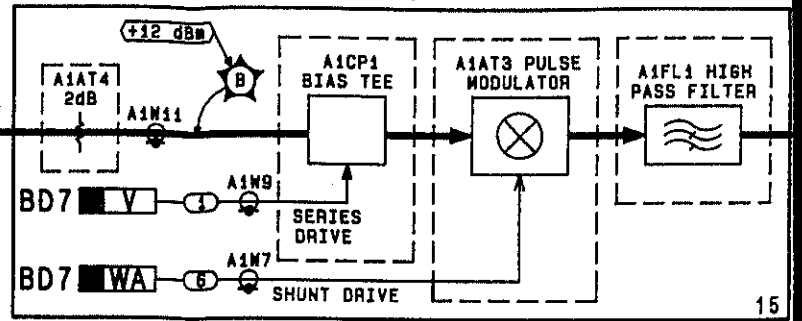 +12 dBm
A1AT4
2dB
A1W11
B
A1CP1
BIAS TEE
A1AT3 PULSE
MODULATOR
A1FL1 HIGH
PASS FILTER
BD7 V 1 A1W9
SERIES
DRIVE
BD7 WA 6 A1W7
SHUNT DRIVE
15